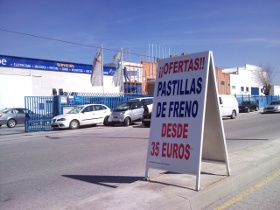 ¡¡OFERTAS!!
PASTILLAS
DE FRENO
DESDE
35 EUROS